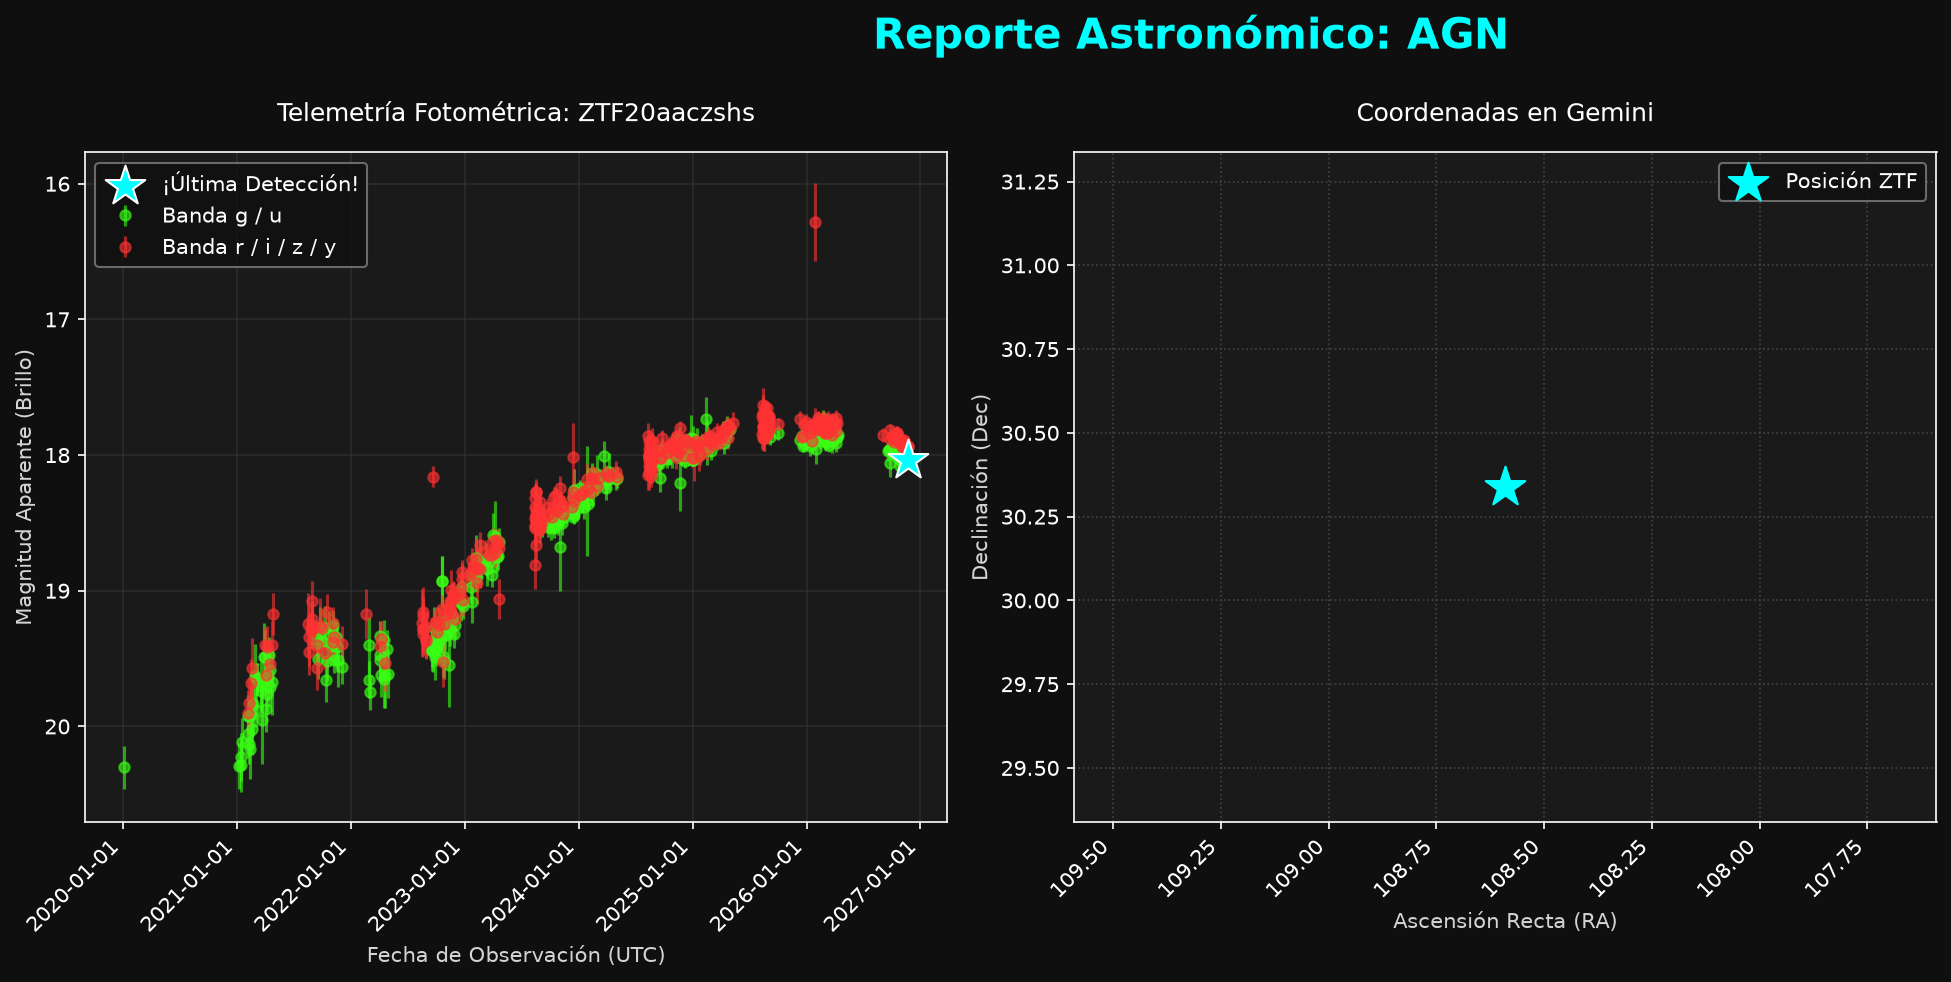 Reporte Astronómico: AGN
Telemetría Fotométrica: ZTF20aaczshs
¡Última Detección!
Banda g / u
Banda r / i / z / y
Magnitud Aparente (Brillo)
16
17
18
19
20
2020-01-01
2021-01-01
2022-01-01
2023-01-01
2024-01-01
2025-01-01
2026-01-01
2027-01-01
Fecha de Observación (UTC)
Coordenadas en Gemini
Posición ZTF
Declinación (Dec)
31.25
31.00
30.75
30.50
30.25
30.00
29.75
29.50
109.50
109.25
109.00
108.75
108.50
108.25
108.00
107.75
Ascensión Recta (RA)